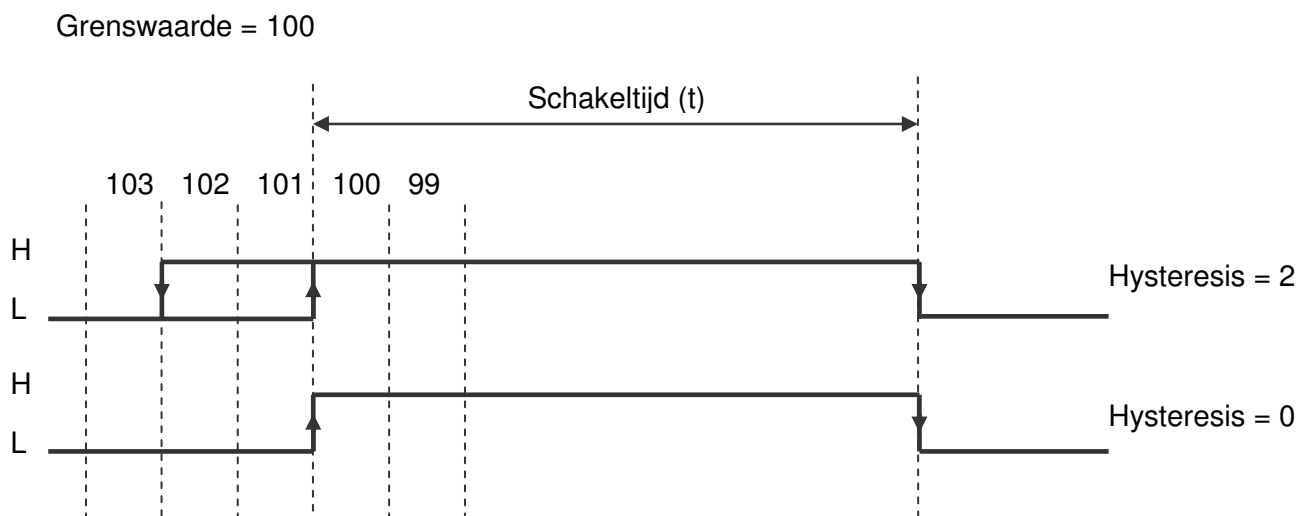 Grenswaarde = 100
Schakeltijd (t)
103 102 101 100 99
H
L
Hysteresis = 2
H
L
Hysteresis = 0